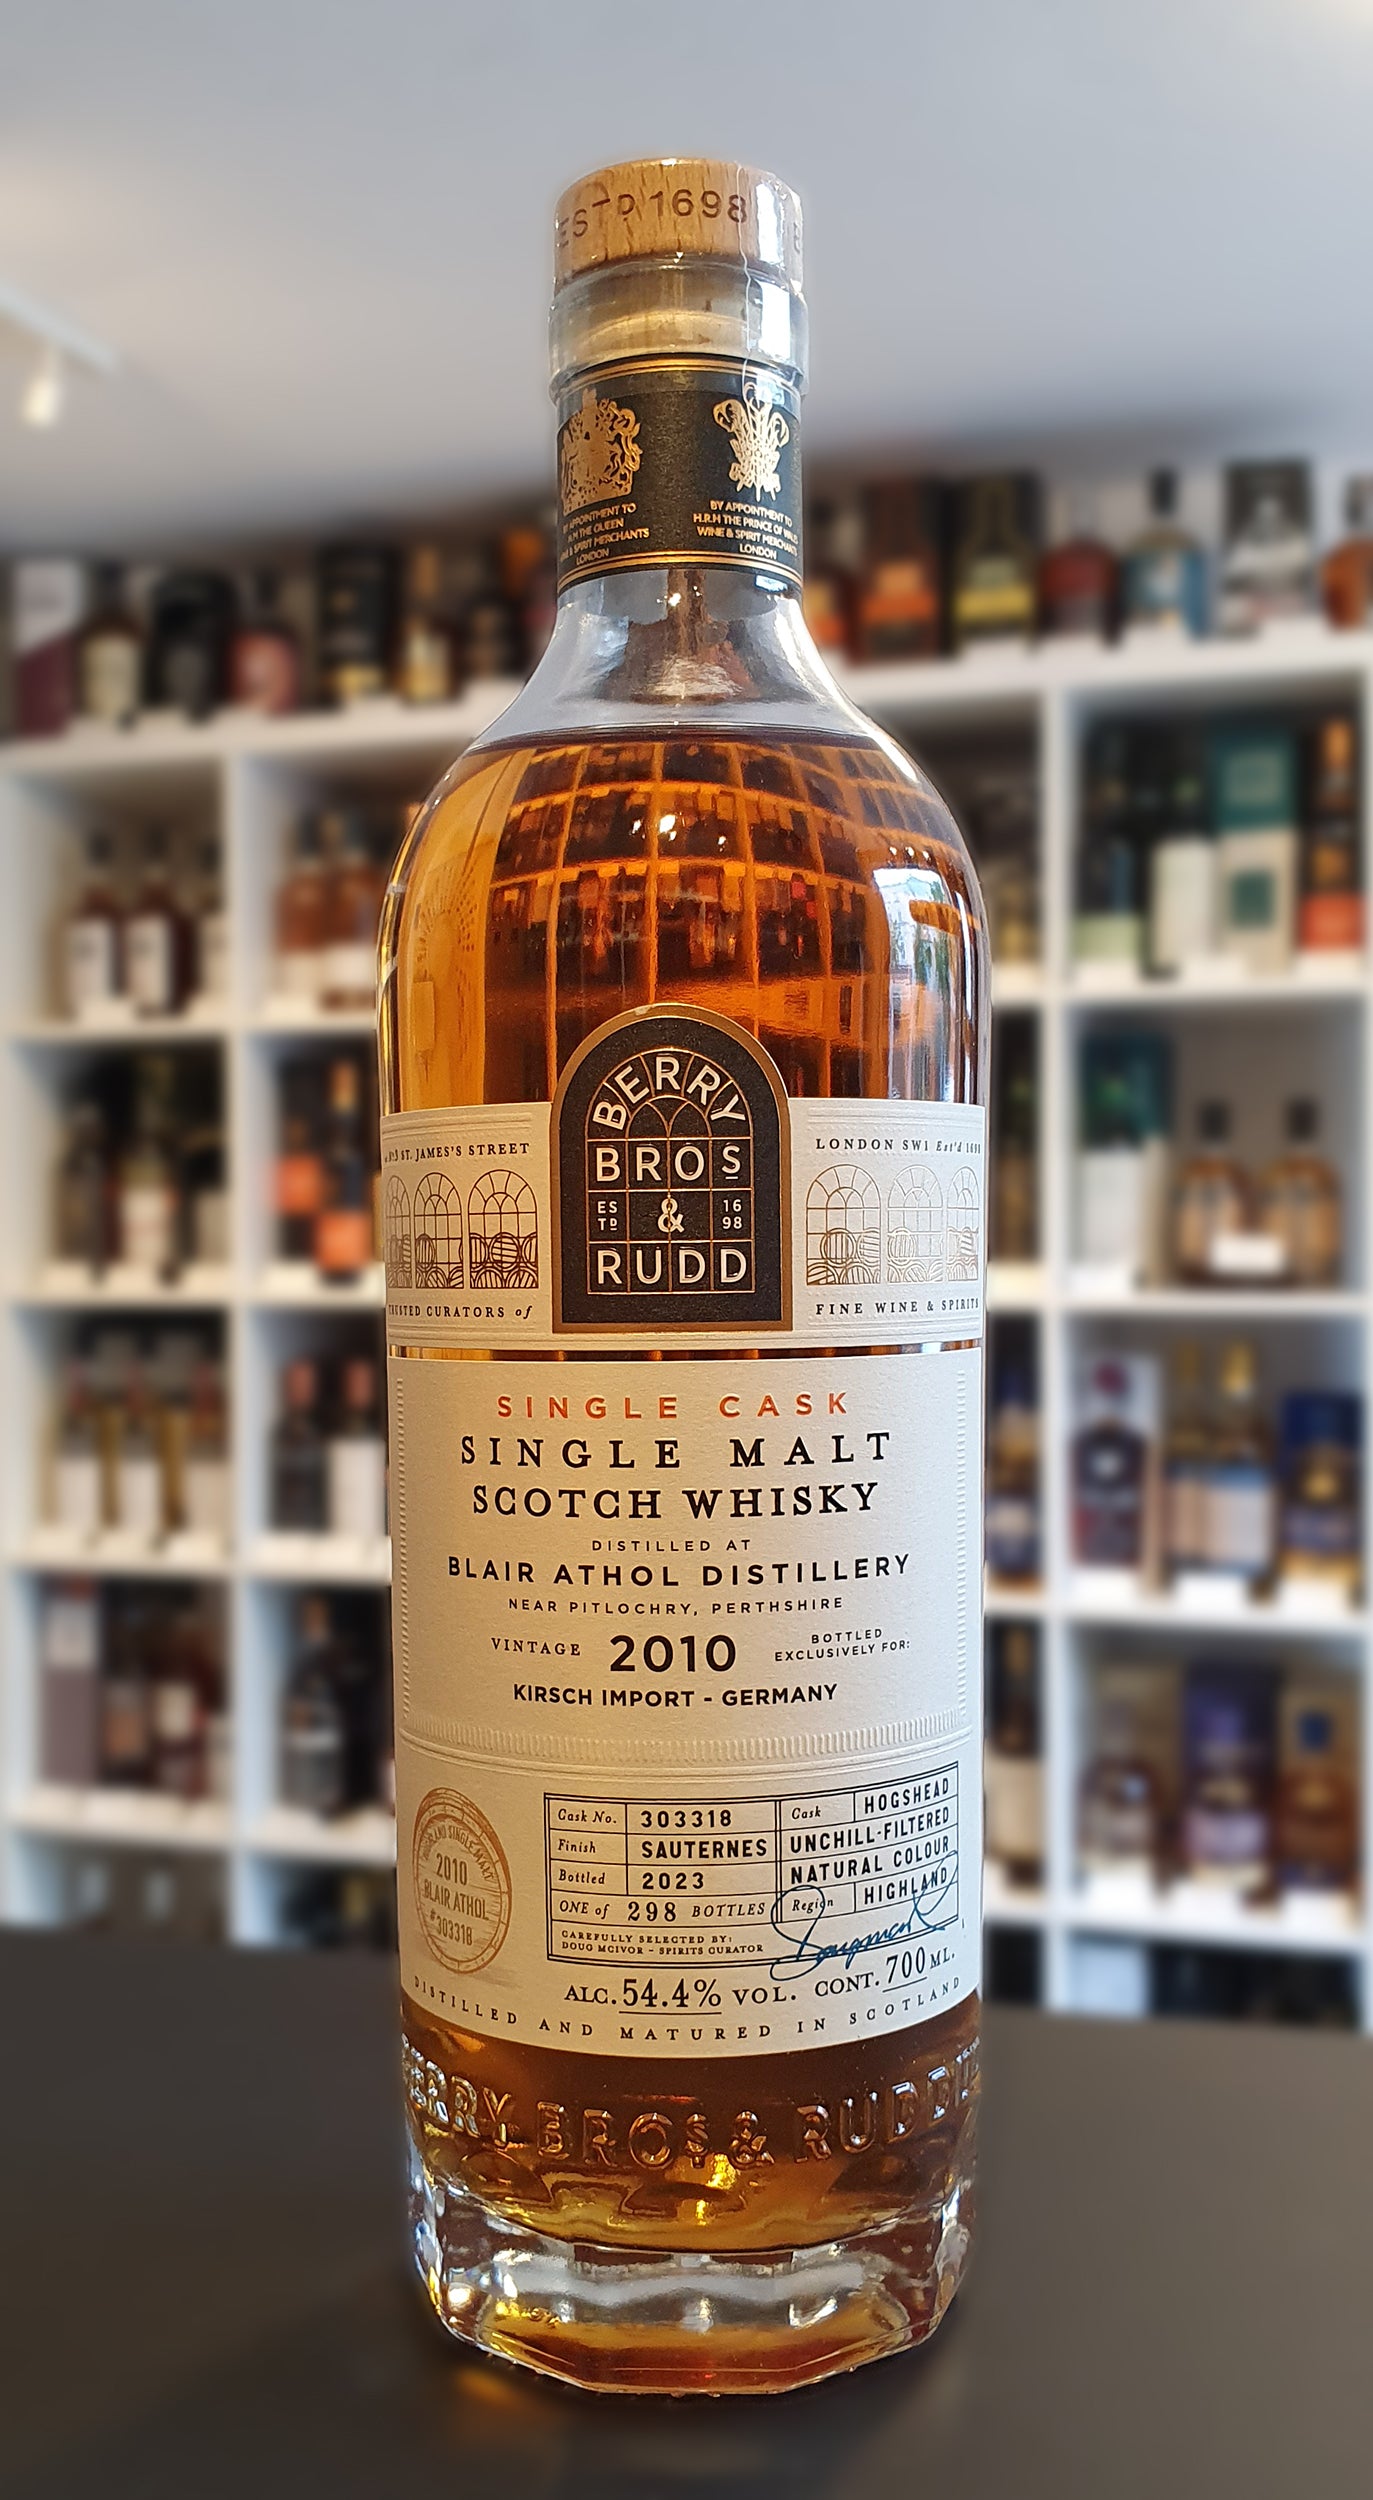 ESTD 1698
BY APPOINTMENT TO
H.M THE QUEEN
WINE & SPIRIT MERCHANTS
LONDON
BY APPOINTMENT TO
H.R.H THE PRINCE OF WALES
WINE & SPIRIT MERCHANTS
LONDON
BERRY
BROS
ESTD & 1698
RUDD
Nº3 ST. JAMES'S STREET
TRUSTED CURATORS of
LONDON SW1 Est'd 1698
FINE WINE & SPIRITS
SINGLE CASK
SINGLE MALT
SCOTCH WHISKY
DISTILLED AT
BLAIR ATHOL DISTILLERY
NEAR PITLOCHRY, PERTHSHIRE
VINTAGE 2010 BOTTLED EXCLUSIVELY FOR:
KIRSCH IMPORT - GERMANY
HIGHLAND SINGLE MALT
2010
BLAIR ATHOL
#303318
Cask No. 303318 Cask HOGSHEAD
Finish SAUTERNES UNCHILL-FILTERED
Bottled 2023 NATURAL COLOUR
ONE of 298 BOTTLES Region HIGHLAND
CAREFULLY SELECTED BY:
DOUG MCIVOR - SPIRITS CURATOR
ALC. 54.4% VOL. CONT. 700 ML.
DISTILLED AND MATURED IN SCOTLAND
BERRY BROS & RUDD